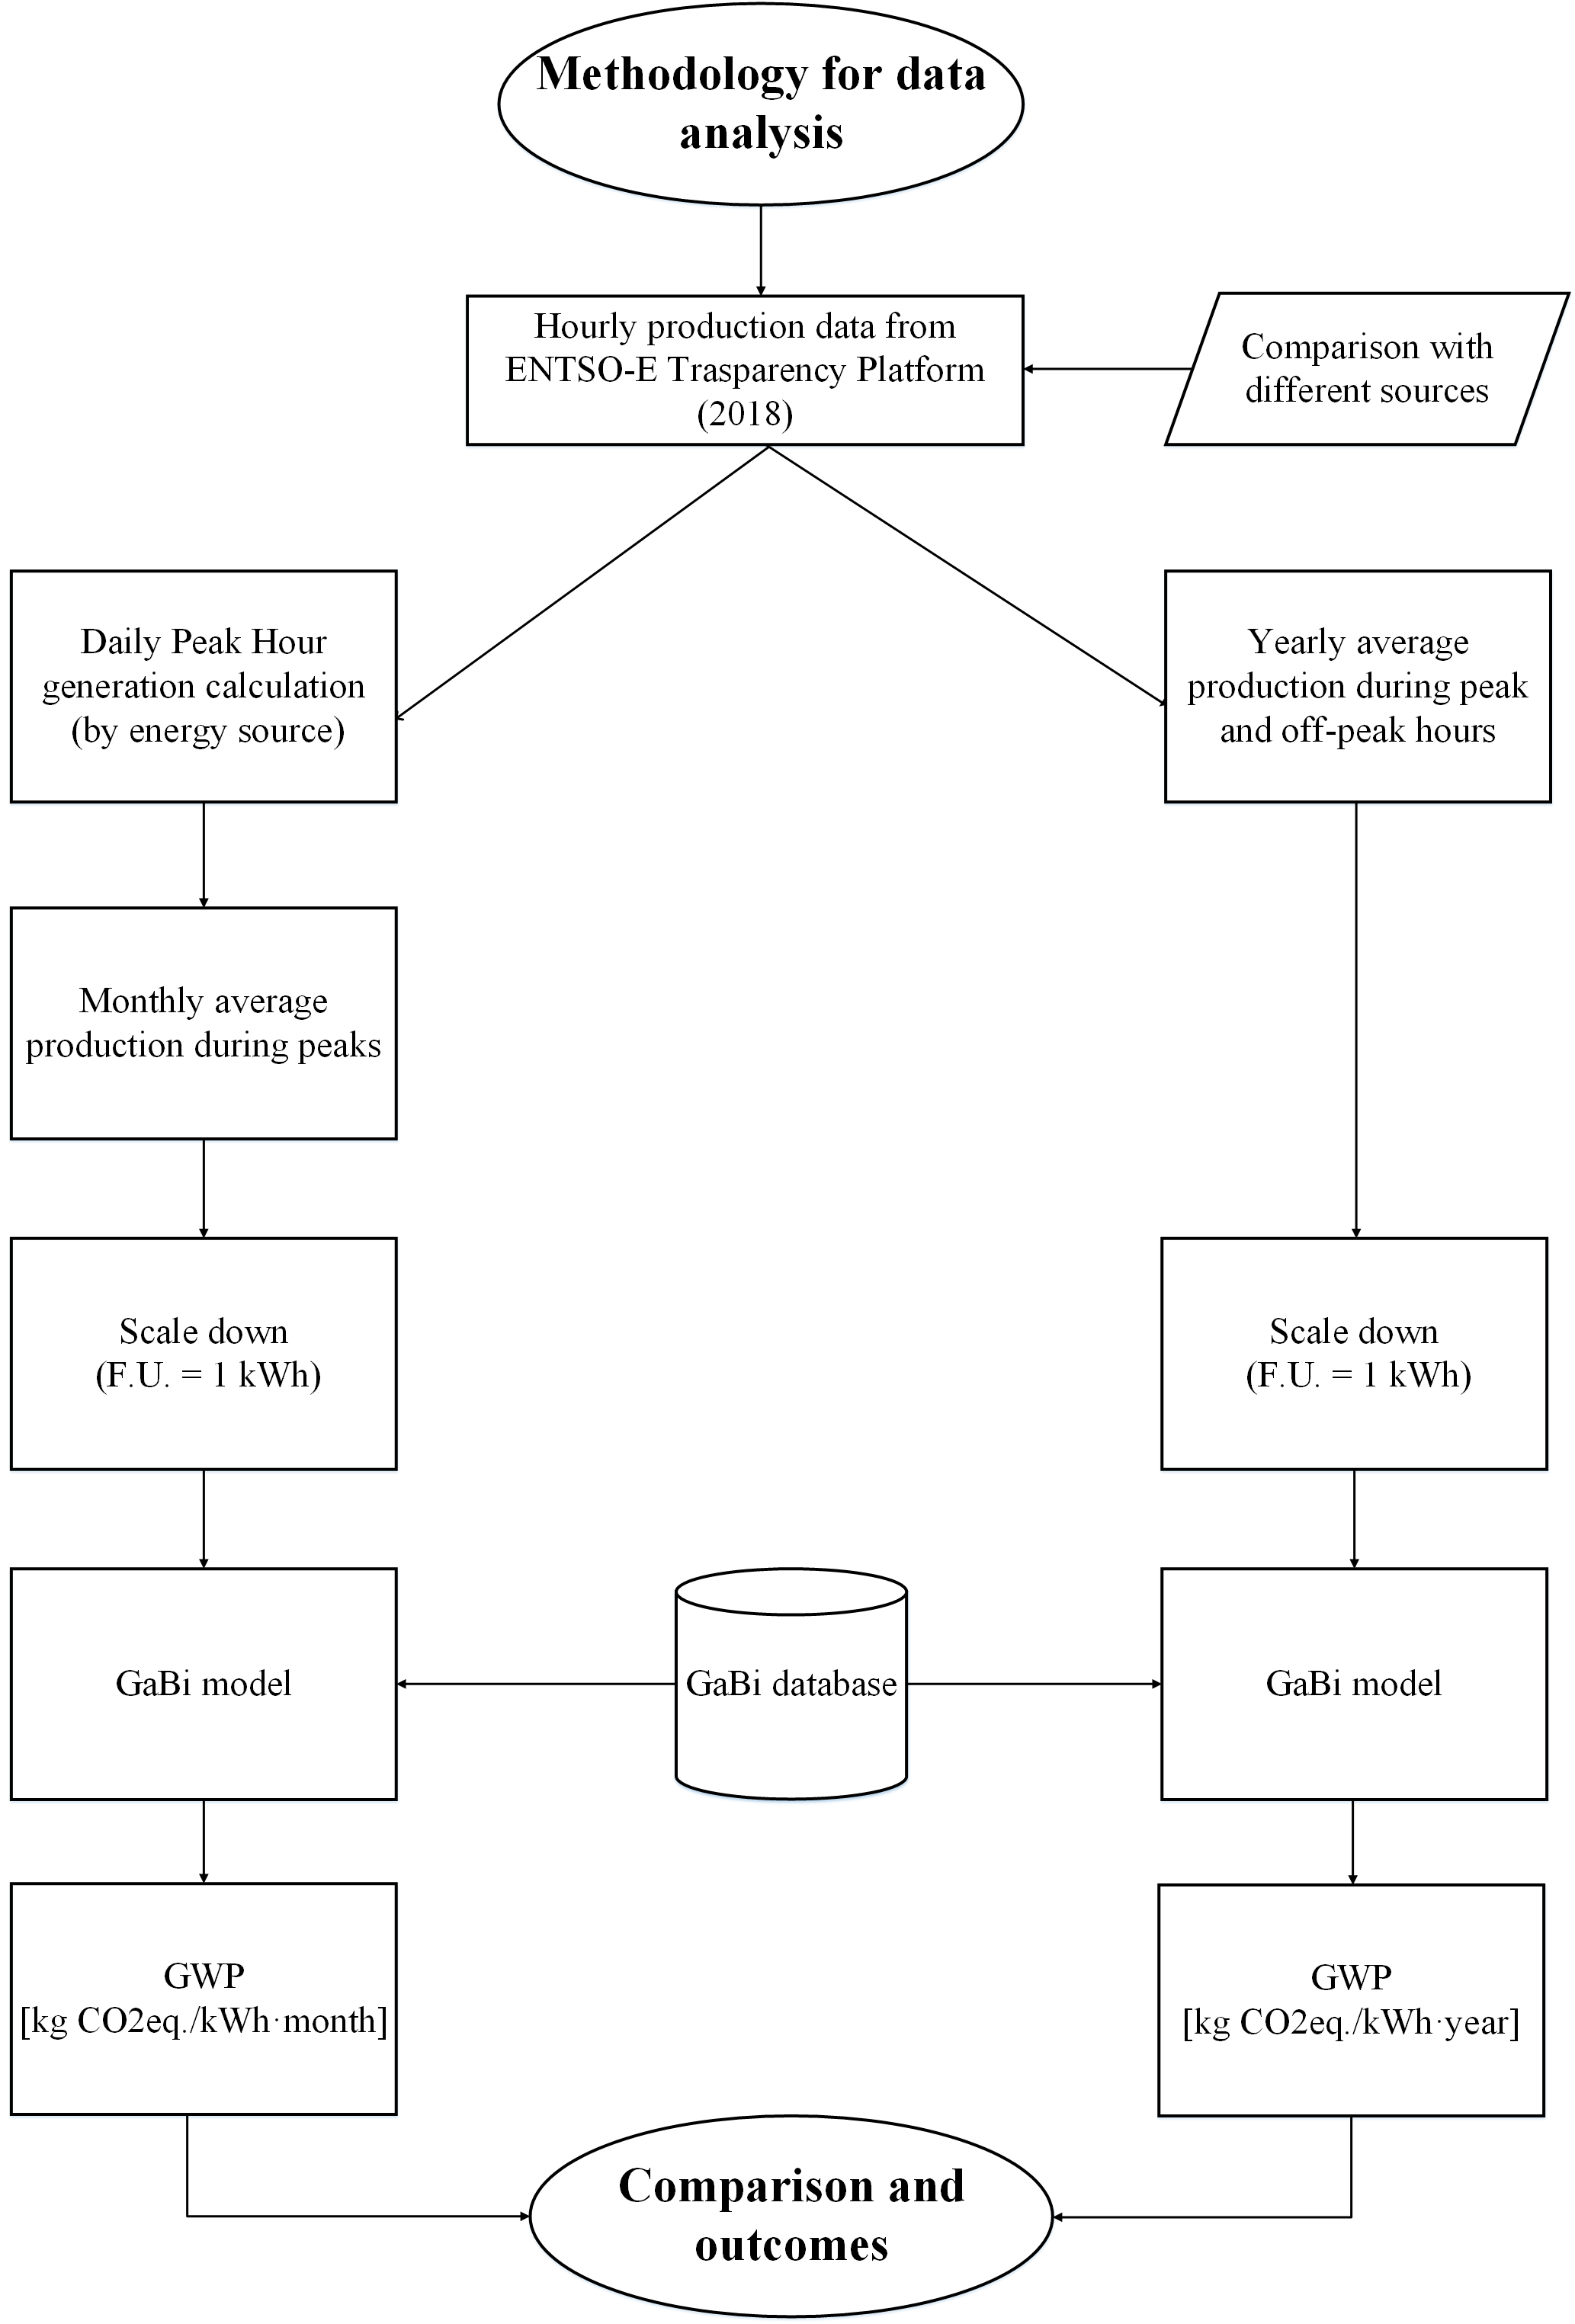 Methodology for data
analysis
Hourly production data from
ENTSO-E Trasparency Platform
(2018)
Comparison with
different sources
Daily Peak Hour
generation calculation
(by energy source)
Yearly average
production during peak
and off-peak hours
Monthly average
production during peaks
Scale down
(F.U. = 1 kWh)
Scale down
(F.U. = 1 kWh)
GaBi model
GaBi database
GaBi model
GWP
[kg CO2eq./kWh·month]
GWP
[kg CO2eq./kWh·year]
Comparison and
outcomes